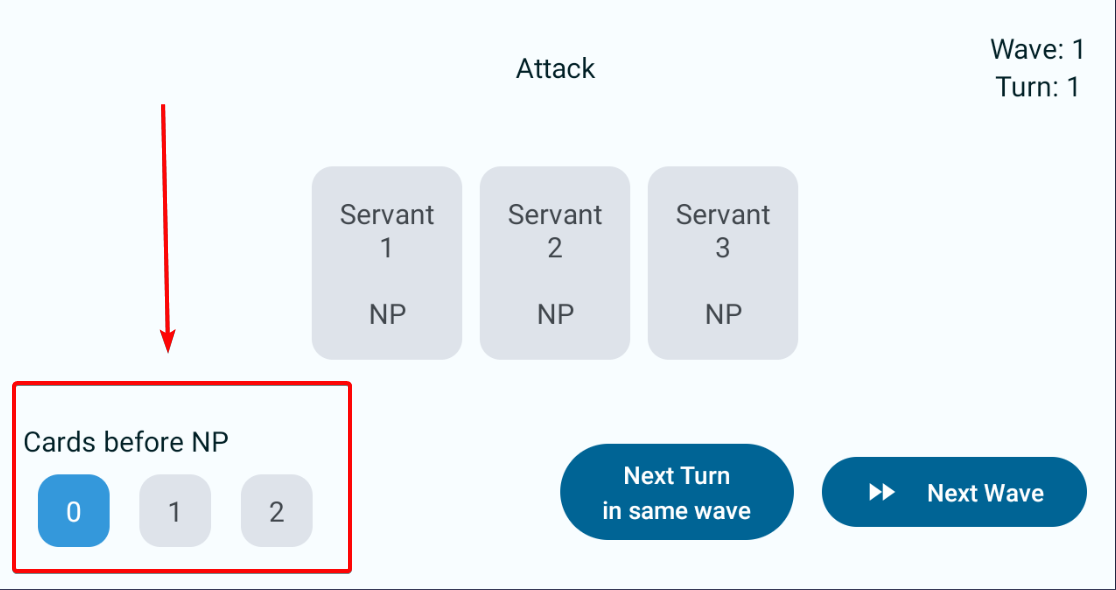 Wave: 1
Attack
Turn: 1
Servant
1
NP
Servant
2
NP
Servant
3
NP
Cards before NP
0
1
2
Next Turn
in same wave
Next Wave